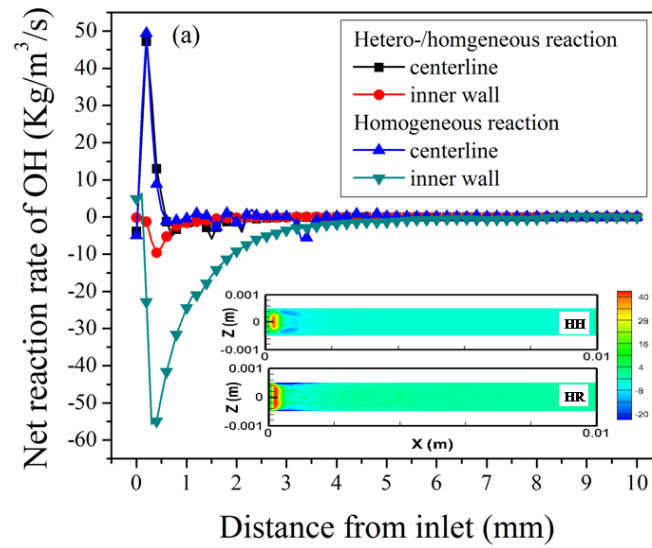 (a)
Hetero-/homgeneous reaction
centerline
inner wall
Homogeneous reaction
centerline
inner wall
Net reaction rate of OH (Kg/m³/s)
50
40
30
20
10
0
-10
-20
-30
-40
-50
-60
0.001
0
-0.001
Z (m)
HH
0
0.01
0.001
0
-0.001
Z (m)
HR
0
0.01
X (m)
40
28
16
4
-8
-20
0 1 2 3 4 5 6 7 8 9 10
Distance from inlet (mm)